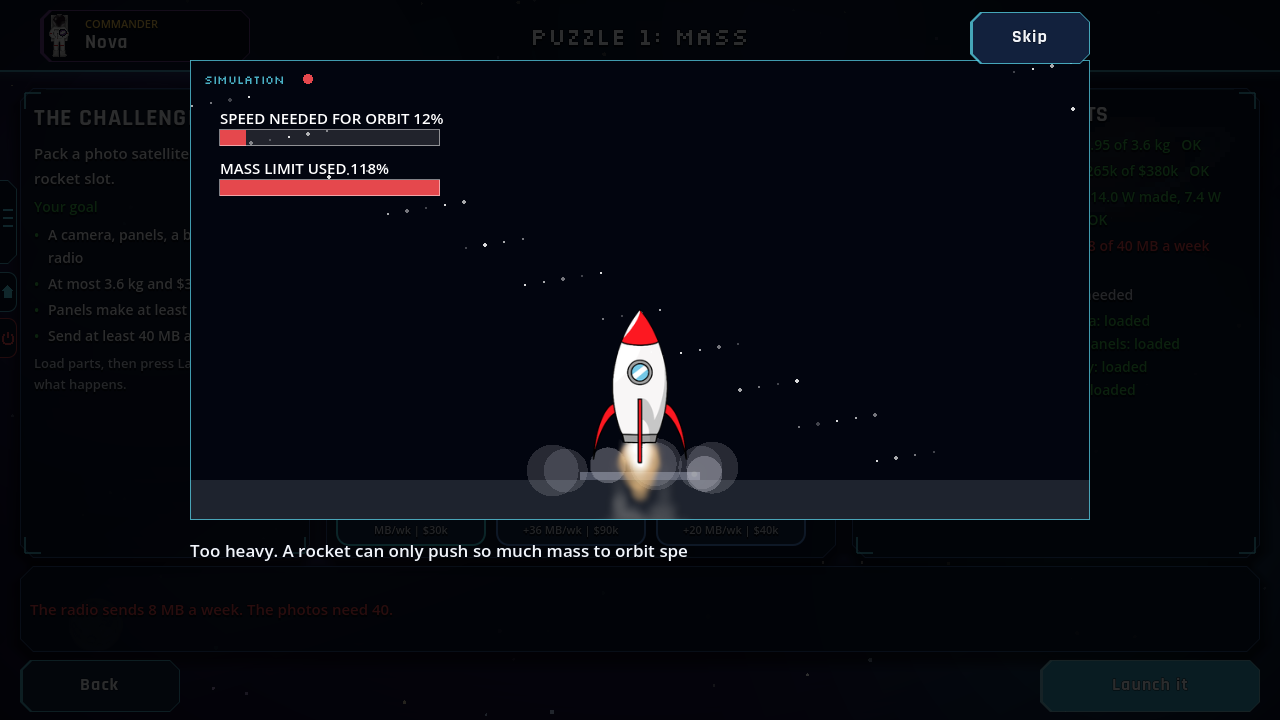 COMMANDER
Nova
PUZZLE 1: MASS
Skip
SIMULATION
SPEED NEEDED FOR ORBIT 12%
MASS LIMIT USED 118%
THE CHALLENG
Pack a photo satellite
rocket slot.
Your goal
• A camera, panels, a b
radio
• At most 3.6 kg and $3
• Panels make at least
• Send at least 40 MB a
Load parts, then press La
what happens.
TS
.95 of 3.6 kg OK
265k of $380k OK
14.0 W made, 7.4 W
OK
8 of 40 MB a week
eeded
a: loaded
anels: loaded
y: loaded
loaded
MB/wk | $30k
+36 MB/wk | $90k
+20 MB/wk | $40k
Too heavy. A rocket can only push so much mass to orbit spe
The radio sends 8 MB a week. The photos need 40.
Back
Launch it